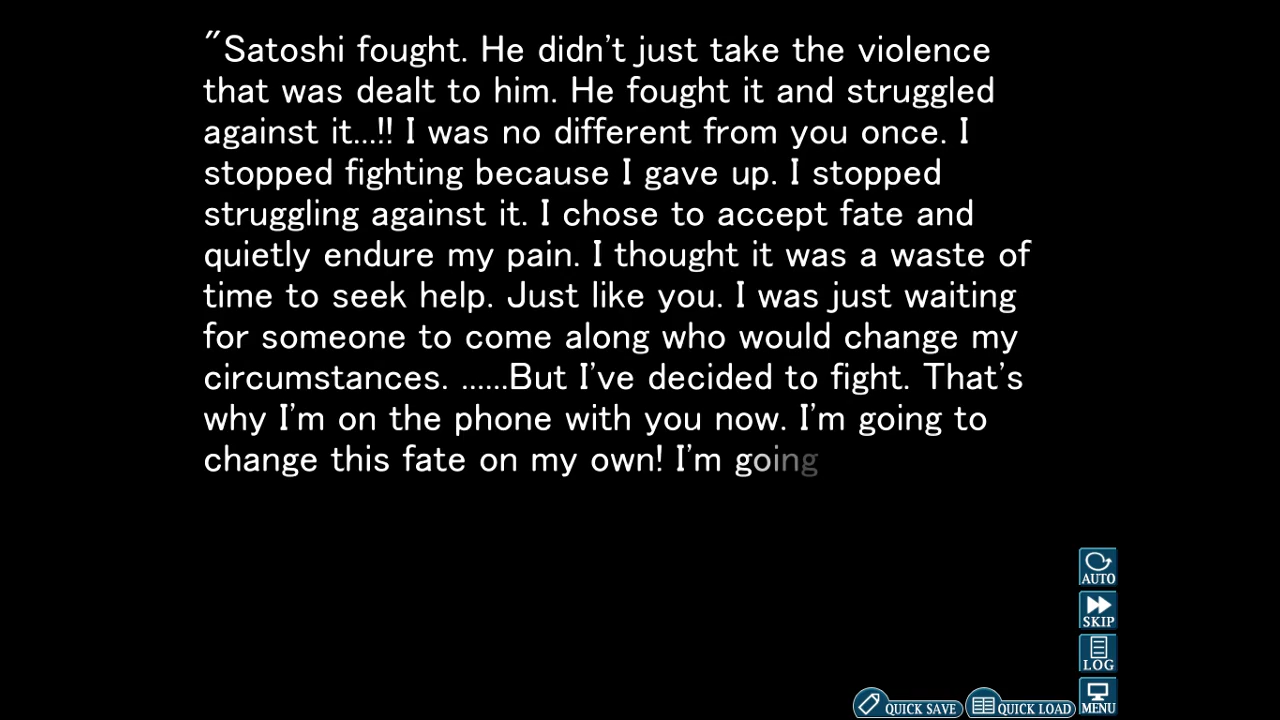 "Satoshi fought. He didn't just take the violence
that was dealt to him. He fought it and struggled
against it...!! I was no different from you once. I
stopped fighting because I gave up. I stopped
struggling against it. I chose to accept fate and
quietly endure my pain. I thought it was a waste of
time to seek help. Just like you. I was just waiting
for someone to come along who would change my
circumstances. ......But I've decided to fight. That's
why I'm on the phone with you now. I'm going to
change this fate on my own! I'm going
AUTO
SKIP
LOG
MENU
QUICK SAVE
QUICK LOAD